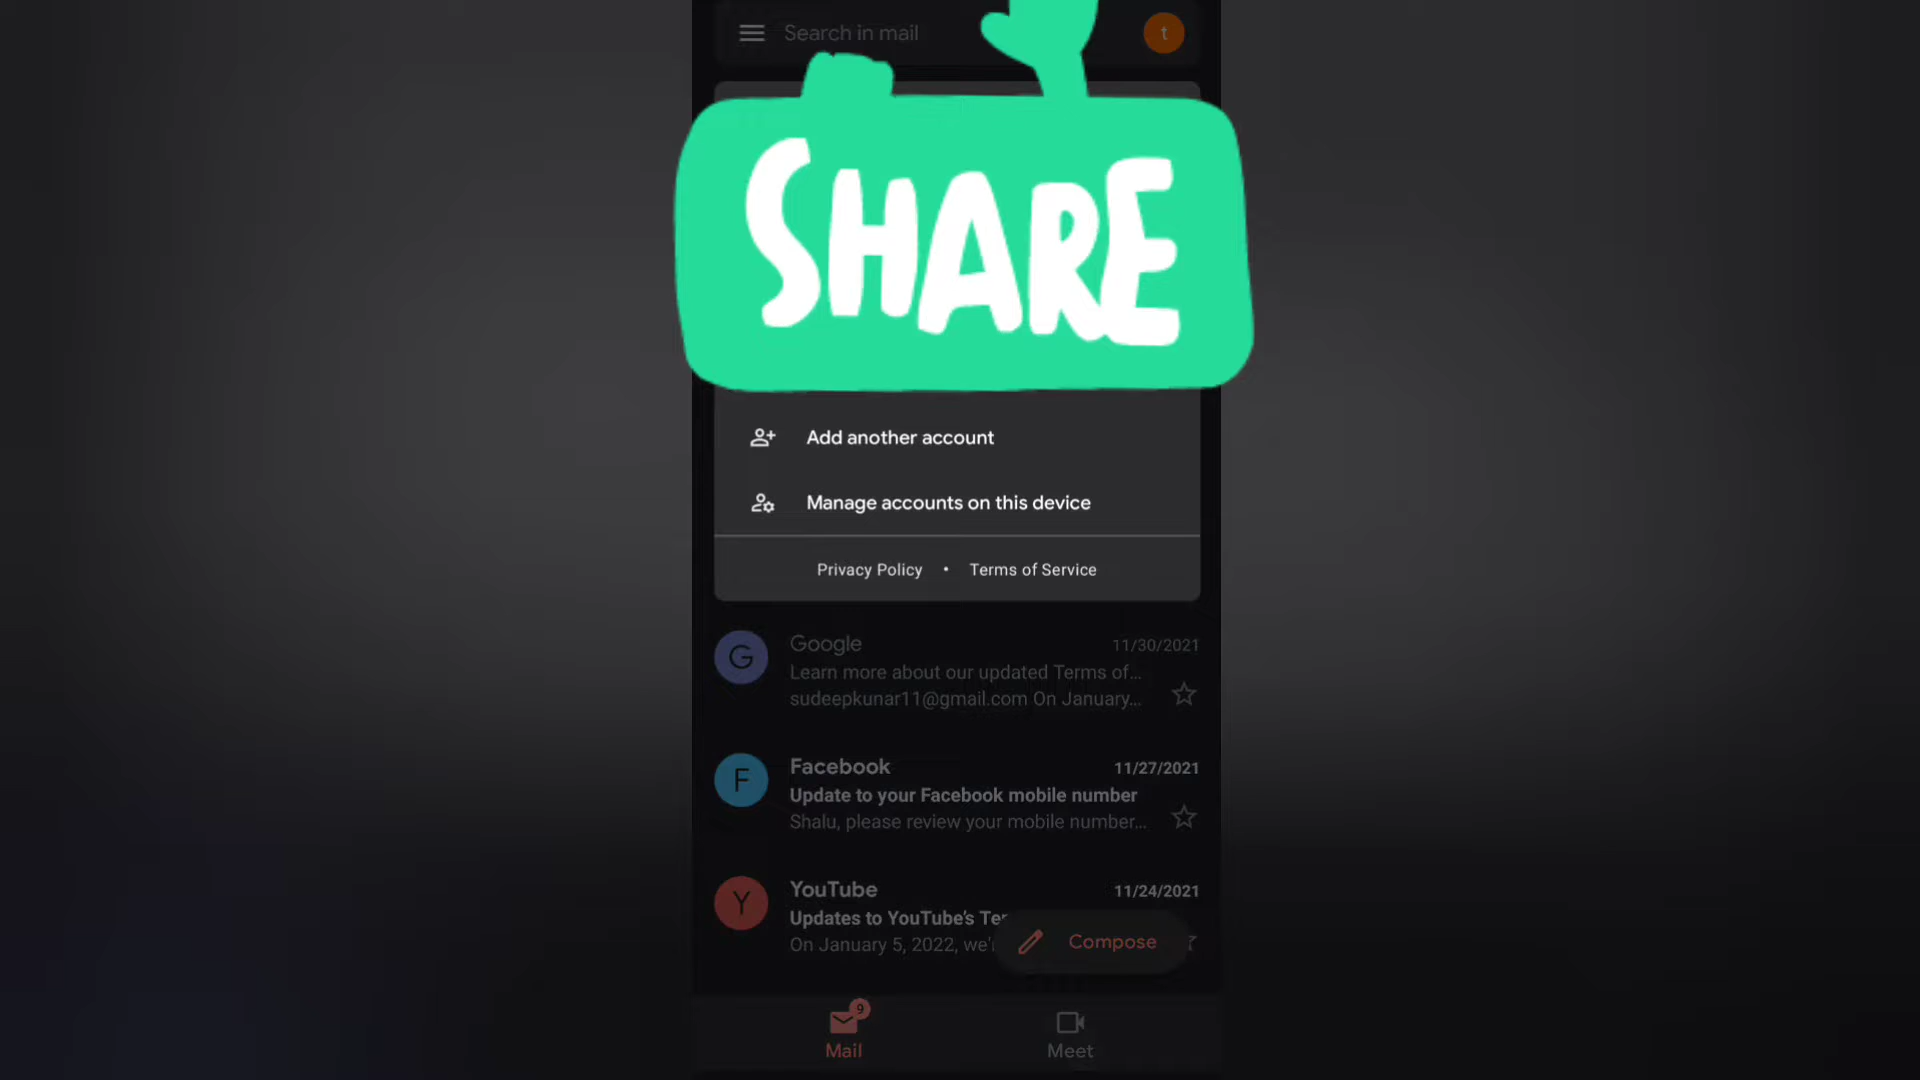 Search in mail
t
SHARE
Add another account
Manage accounts on this device
Privacy Policy • Terms of Service
G
Google
11/30/2021
Learn more about our updated Terms of...
sudeepkunar11@gmail.com On January...
F
Facebook
11/27/2021
Update to your Facebook mobile number
Shalu, please review your mobile number...
Y
YouTube
11/24/2021
Updates to YouTube's Ter
On January 5, 2022, we'
Compose
9
Mail
Meet